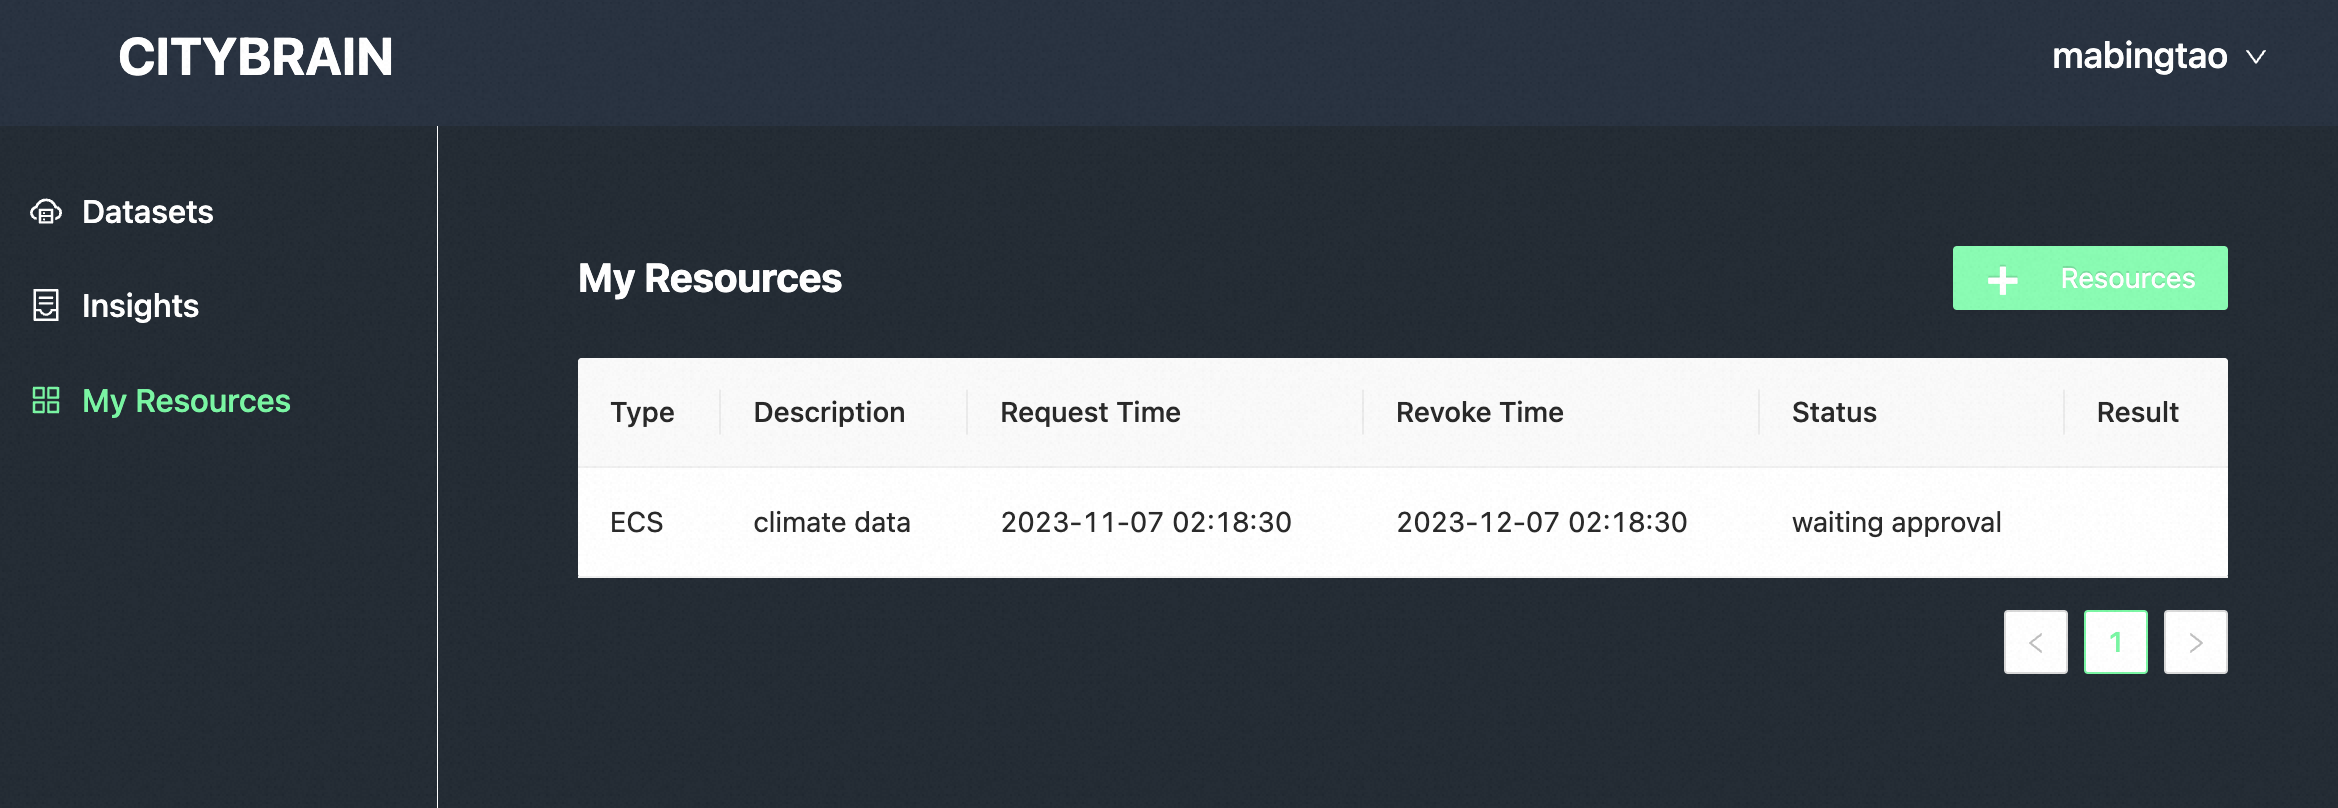 CITYBRAIN
mabingtao
Datasets
Insights
My Resources
My Resources
+ Resources
Type Description Request Time Revoke Time Status Result
ECS climate data 2023-11-07 02:18:30 2023-12-07 02:18:30 waiting approval
< 1 >